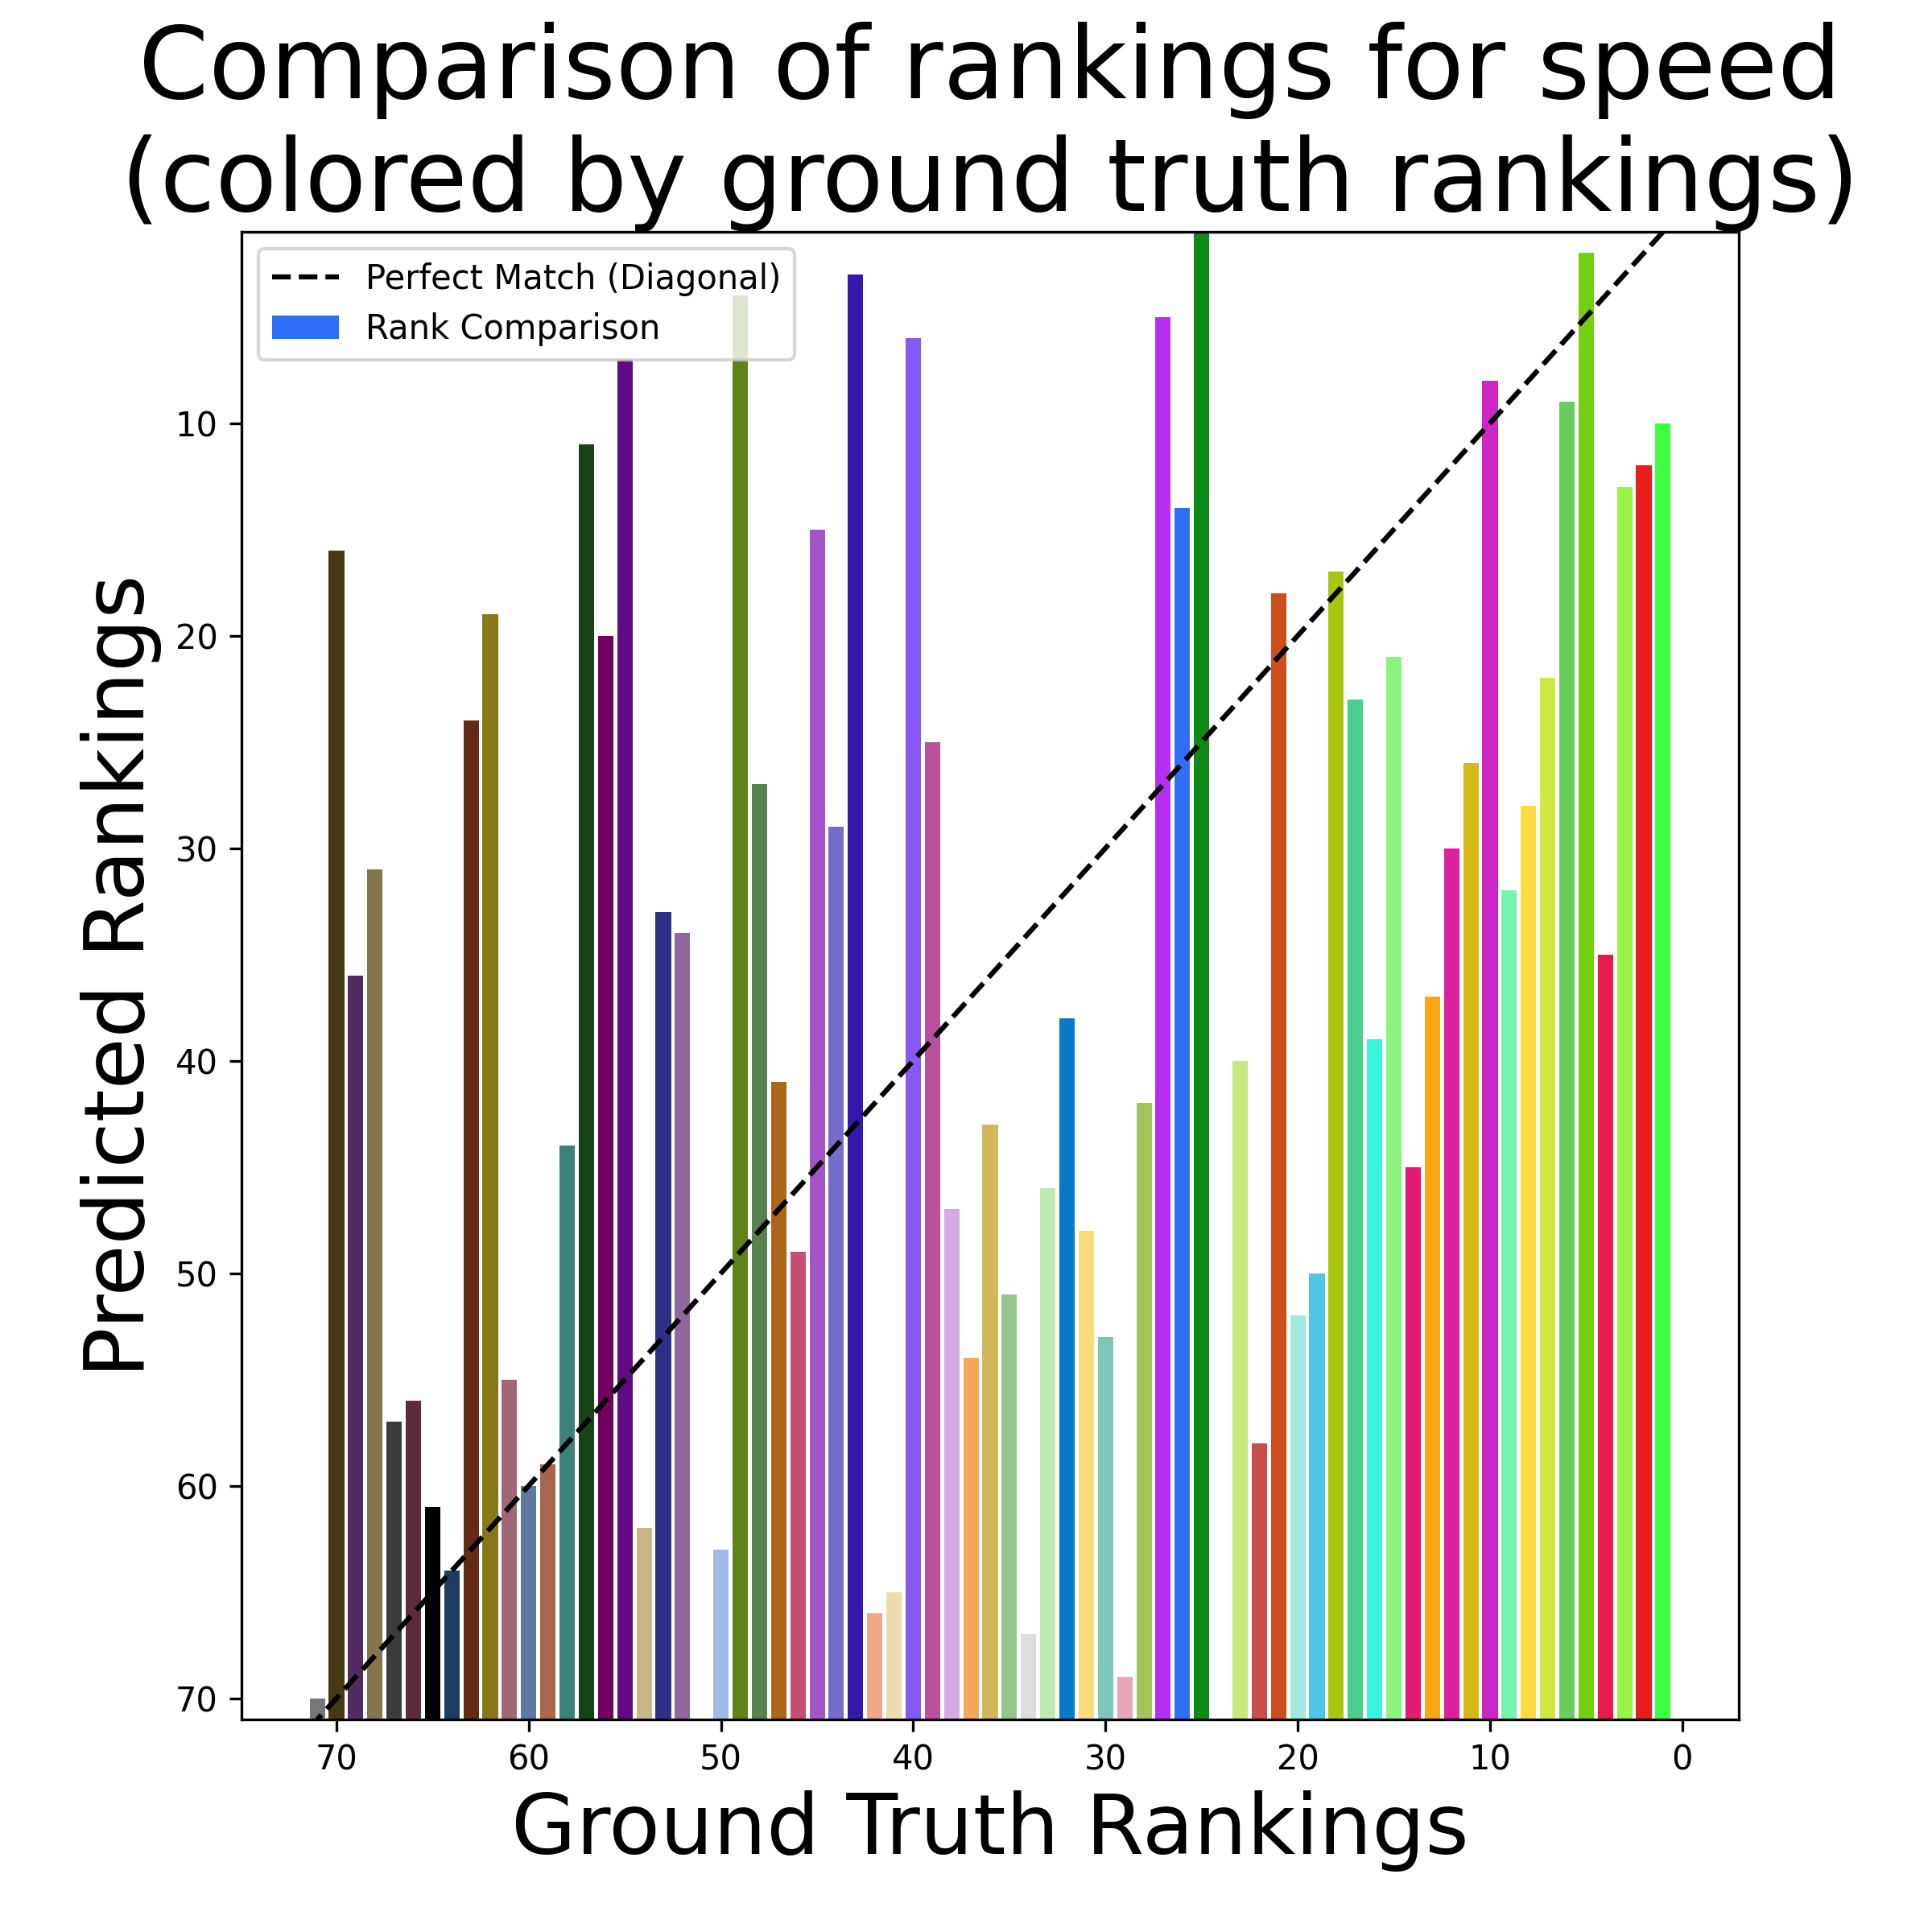 Comparison of rankings for speed
(colored by ground truth rankings)
Perfect Match (Diagonal)
Rank Comparison
Predicted Rankings
10
20
30
40
50
60
70
70 60 50 40 30 20 10 0
Ground Truth Rankings